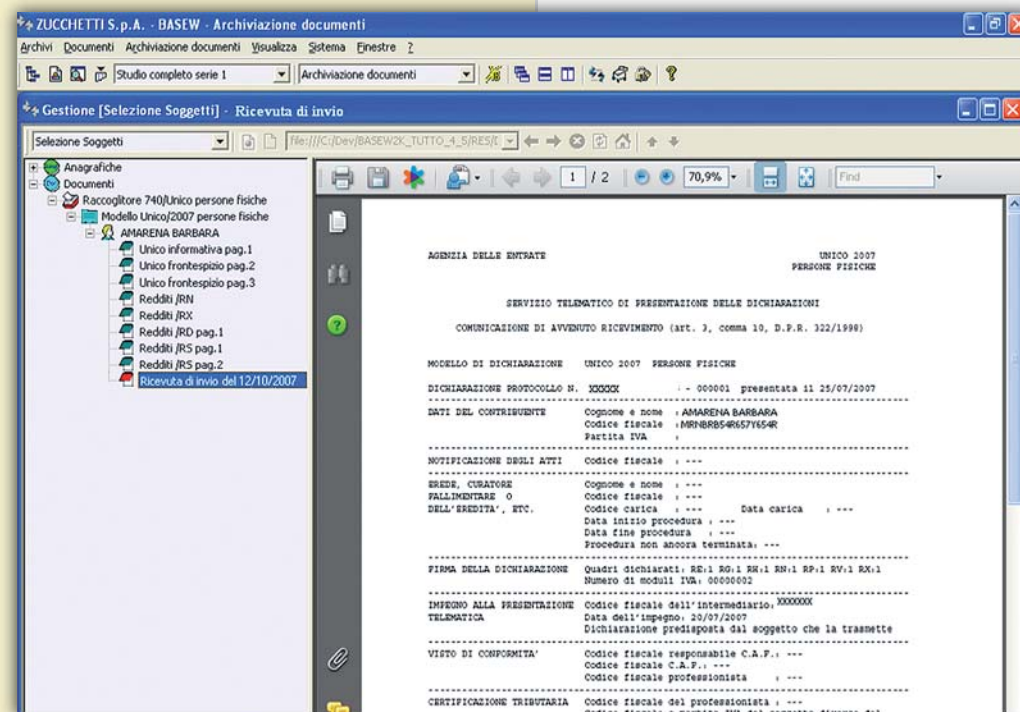 ZUCCHETTI S.p.A. - BASEW - Archiviazione documenti
Archivi Documenti Archiviazione documenti Visualizza Sistema Finestre ?
Studio completo serie 1 Archiviazione documenti
Gestione [Selezione Soggetti] - Ricevuta di invio
Selezione Soggetti file:///C:/Dev/BASEW2K_TUTTO_4_5/RES/
Anagrafiche
Documenti
Raccoglitore 740/Unico persone fisiche
Modello Unico/2007 persone fisiche
AMARENA BARBARA
Unico informativa pag.1
Unico frontespizio pag.2
Unico frontespizio pag.3
Redditi /RN
Redditi /RX
Redditi /RD pag.1
Redditi /RS pag.1
Redditi /RS pag.2
Ricevuta di invio del 12/10/2007
1 / 2 70,9% Find
AGENZIA DELLE ENTRATE UNICO 2007
PERSONE FISICHE
SERVIZIO TELEMATICO DI PRESENTAZIONE DELLE DICHIARAZIONI
COMUNICAZIONE DI AVVENUTO RICEVIMENTO (art. 3, comma 10, D.P.R. 322/1998)
MODELLO DI DICHIARAZIONE UNICO 2007 PERSONE FISICHE
DICHIARAZIONE PROTOCOLLO N. XXXXX - 000001 presentata il 25/07/2007
DATI DEL CONTRIBUENTE Cognome e nome : AMARENA BARBARA
Codice fiscale : MRNBRB54R657Y654R
Partita IVA :
NOTIFICAZIONE DEGLI ATTI Codice fiscale : ---
EREDE, CURATORE Cognome e nome : ---
FALLIMENTARE O Codice fiscale : ---
DELL'EREDITA', ETC. Codice carica : --- Data carica : ---
Data inizio procedura : ---
Data fine procedura : ---
Procedura non ancora terminata: ---
FIRMA DELLA DICHIARAZIONE Quadri dichiarati: RE:1 RG:1 RH:1 RN:1 RP:1 RV:1 RX:1
Numero di moduli IVA: 00000002
IMPEGNO ALLA PRESENTAZIONE Codice fiscale dell'intermediario: XXXXXXX
TELEMATICA Data dell'impegno: 20/07/2007
Dichiarazione predisposta dal soggetto che la trasmette
VISTO DI CONFORMITA' Codice fiscale responsabile C.A.F.: ---
Codice fiscale C.A.F.: ---
Codice fiscale professionista : ---
CERTIFICAZIONE TRIBUTARIA Codice fiscale del professionista : ---